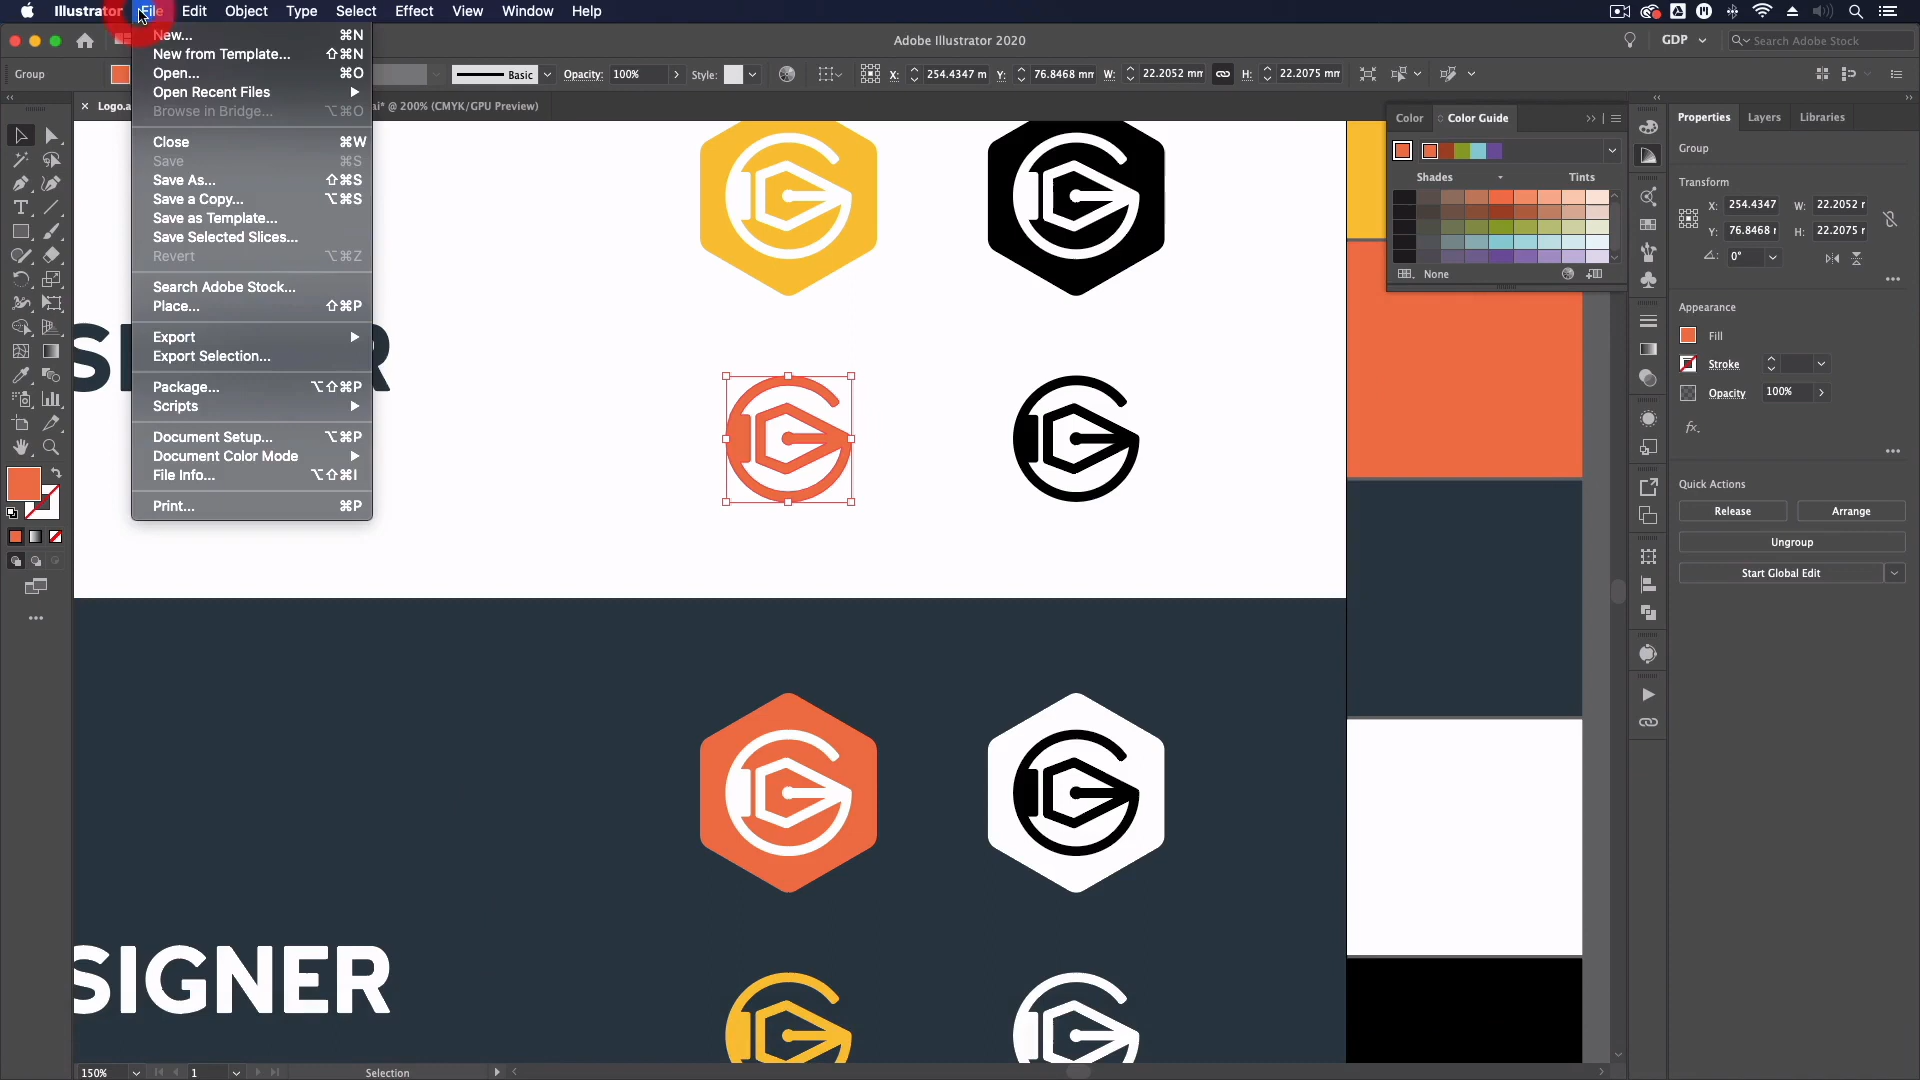 Illustrator File Edit Object Type Select Effect View Window Help
Adobe Illustrator 2020
GDP
Search Adobe Stock
Group
Basic
Opacity: 100%
Style:
X: 254.4347 m
Y: 76.8468 mm
W: 22.2052 mm
H: 22.2075 mm
Logo.a
ai* @ 200% (CMYK/GPU Preview)
New... ⌘N
New from Template... ⇧⌘N
Open... ⌘O
Open Recent Files
Browse in Bridge... ⌥⌘O
Close ⌘W
Save ⌘S
Save As... ⇧⌘S
Save a Copy... ⌥⌘S
Save as Template...
Save Selected Slices...
Revert ⌥⌘Z
Search Adobe Stock...
Place... ⇧⌘P
Export
Export Selection...
Package... ⌥⇧⌘P
Scripts
Document Setup... ⌥⌘P
Document Color Mode
File Info... ⌥⇧⌘I
Print... ⌘P
S
R
SIGNER
Color Color Guide
Shades Tints
None
Properties Layers Libraries
Group
Transform
X: 254.4347 W: 22.2052 r
Y: 76.8468 r H: 22.2075 r
0°
Appearance
Fill
Stroke
Opacity 100%
fx.
Quick Actions
Release Arrange
Ungroup
Start Global Edit
150% 1 Selection